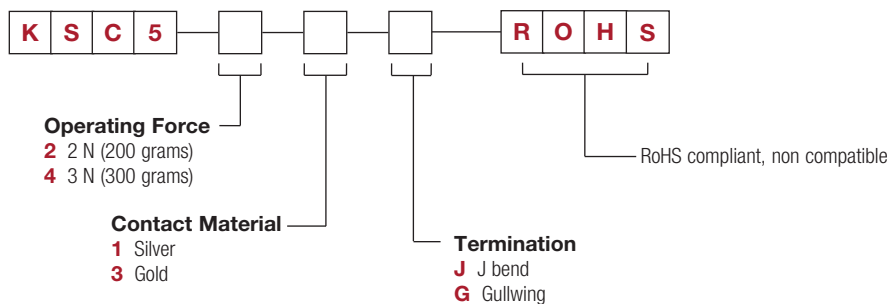 K S C 5 R O H S
Operating Force
2 2 N (200 grams)
4 3 N (300 grams)
RoHS compliant, non compatible
Contact Material
1 Silver
3 Gold
Termination
J J bend
G Gullwing